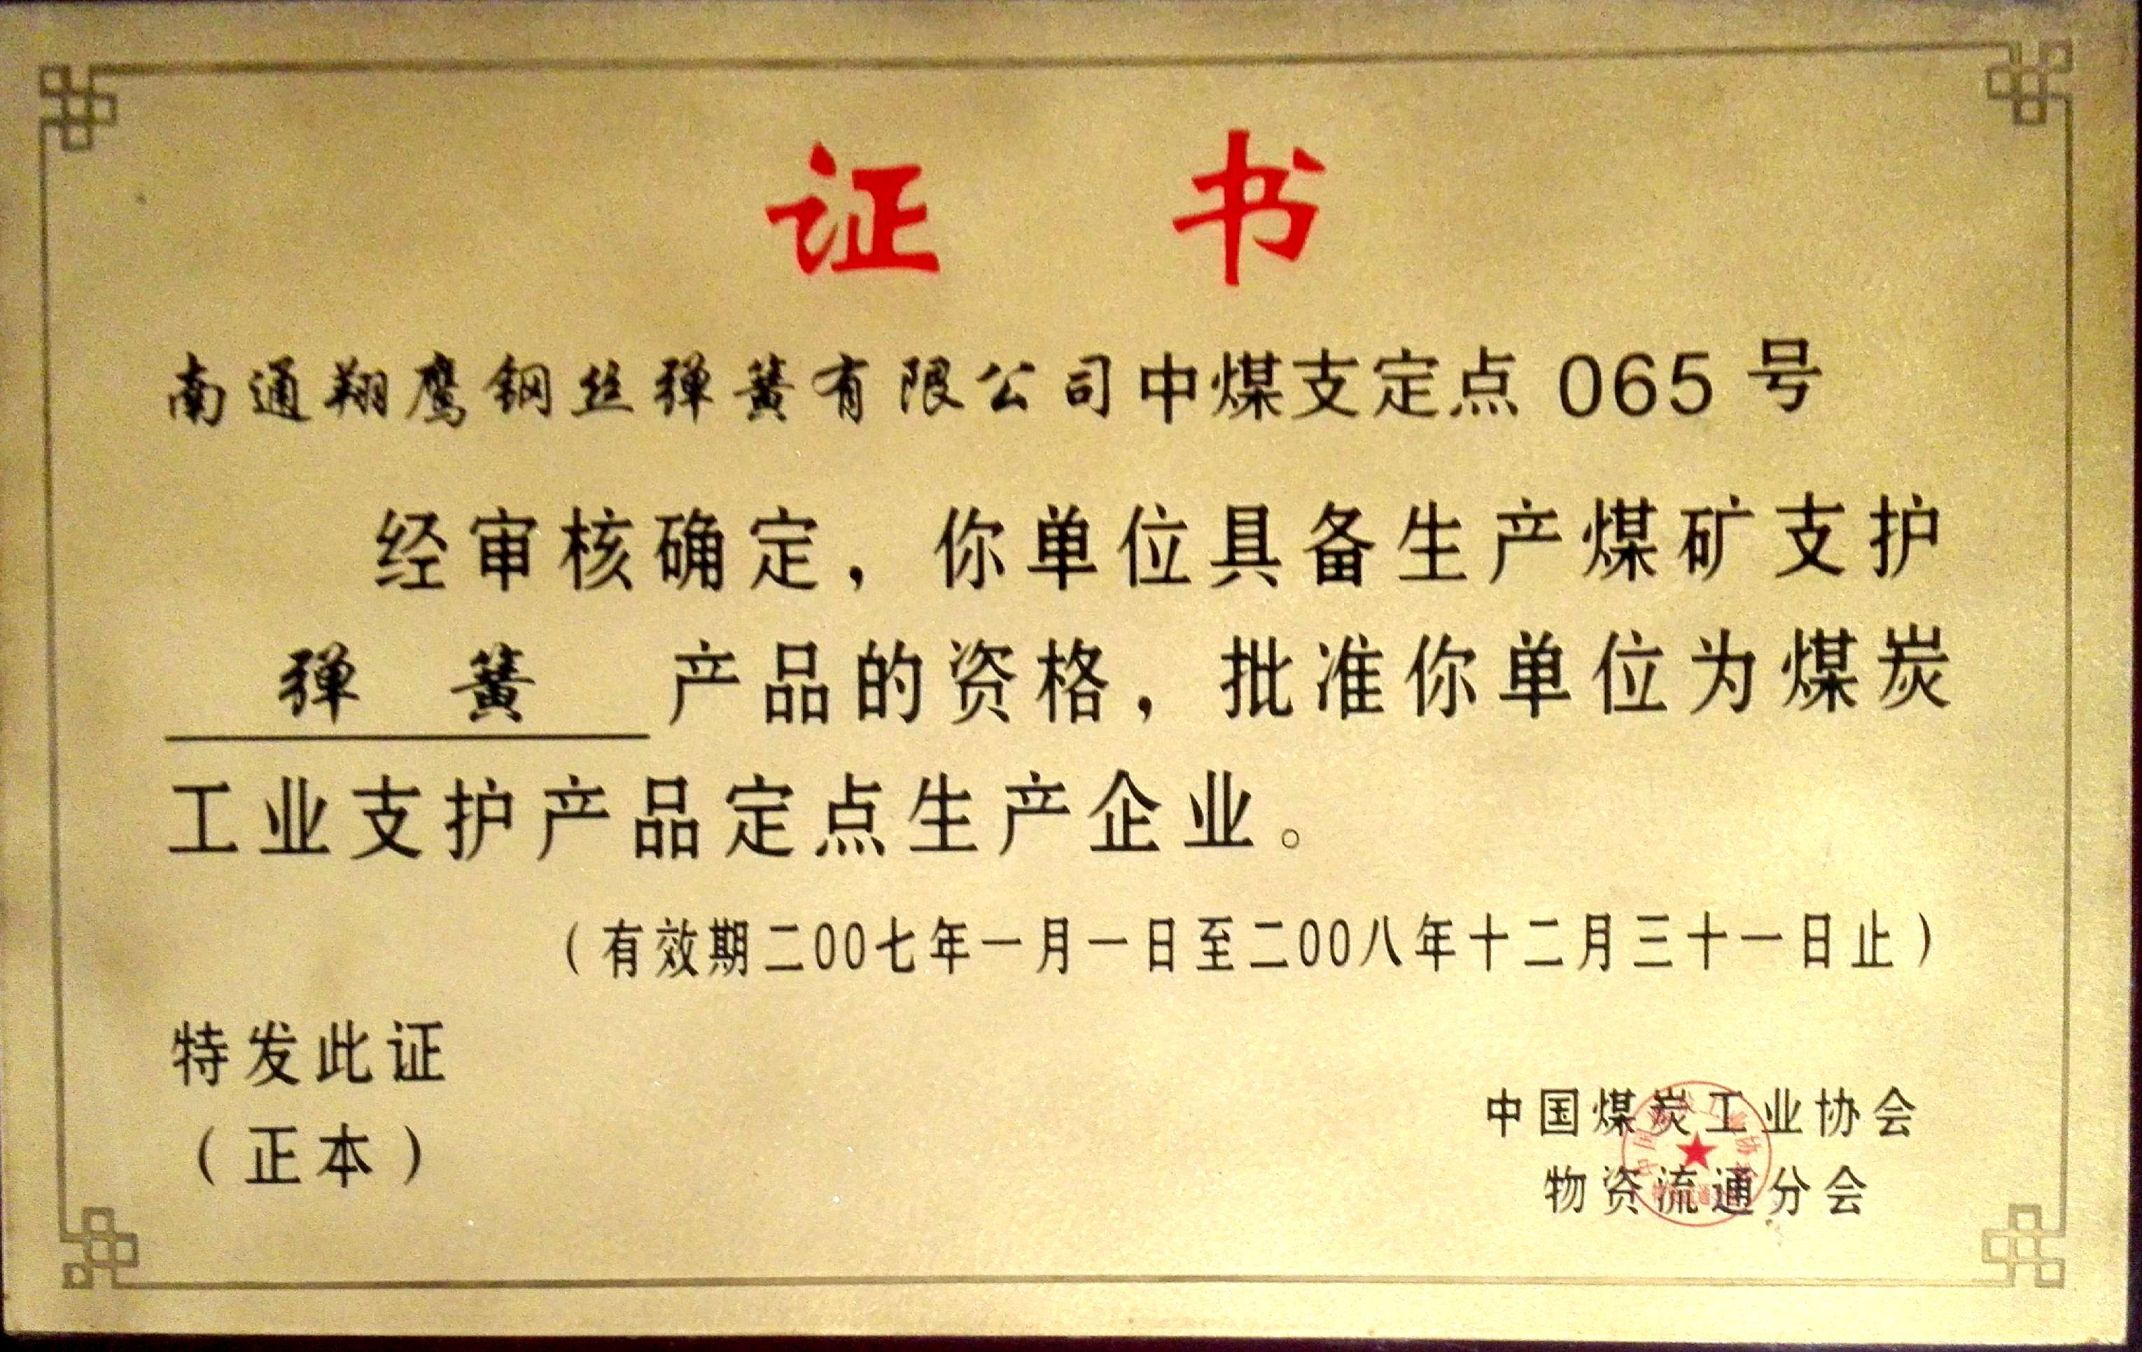 证书
南通翔鹰钢丝弹簧有限公司中煤支定点 065 号
经审核确定，你单位具备生产煤矿支护
弹簧 产品的资格，批准你单位为煤炭
工业支护产品定点生产企业。
（有效期二00七年一月一日至二00八年十二月三十一日止）
特发此证
（正本）
中国煤炭工业协会
物资流通分会